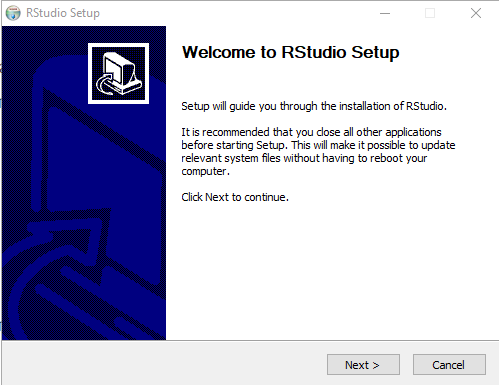 RStudio Setup
Welcome to RStudio Setup
Setup will guide you through the installation of RStudio.
It is recommended that you close all other applications
before starting Setup. This will make it possible to update
relevant system files without having to reboot your
computer.
Click Next to continue.
Next >
Cancel